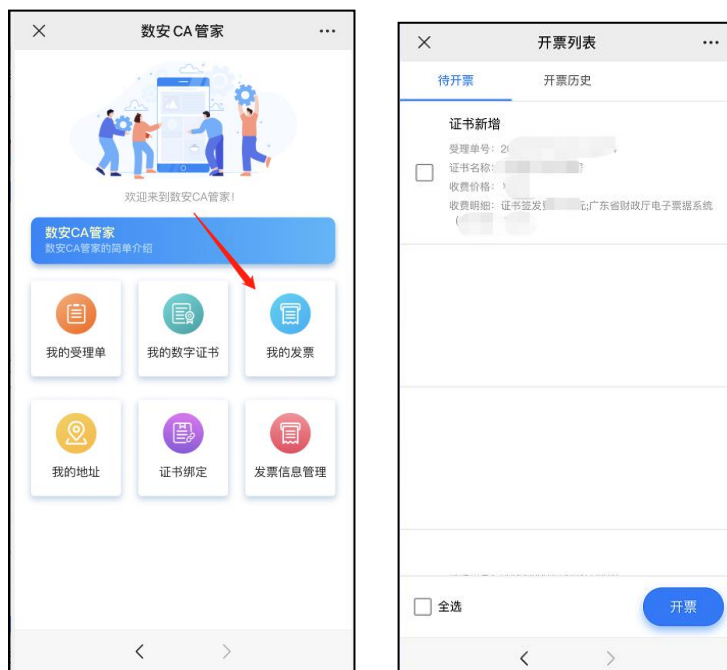 数安CA管家
欢迎来到数安CA管家!
数安CA管家
数安CA管家的简单介绍
我的受理单
我的数字证书
我的发票
我的地址
证书绑定
发票信息管理
开票列表
待开票
开票历史
证书新增
受理单号: 20
证书名称:
收费价格:
收费明细: 证书签发 元;广东省财政厅电子票据系统
(
全选
开票